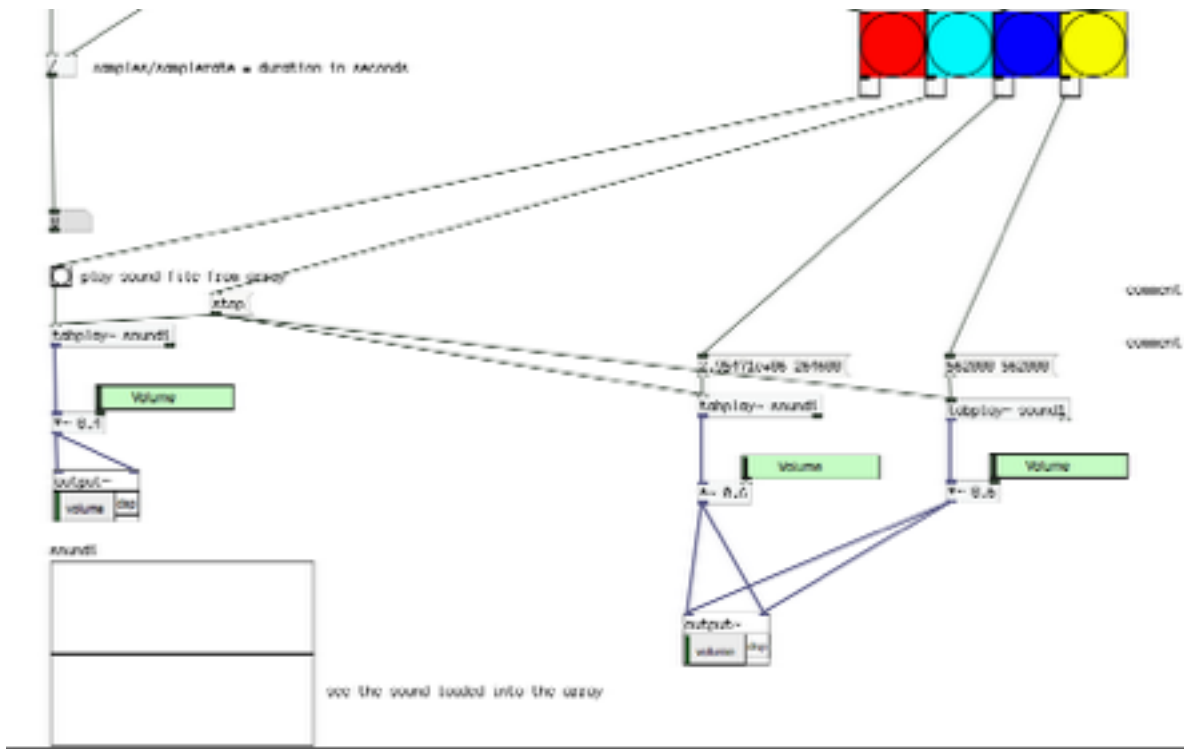 samples/samplerate = duration in seconds
play sound file from array
stop
comment
tabplay~ sound1
comment
562000 562000
Volume
tabplay~ sound1
tabplay~ sound1
Volume
Volume
output~
volume dsp
*~ 0.6
*~ 0.6
sound1
output~
volume dsp
see the sound loaded into the array